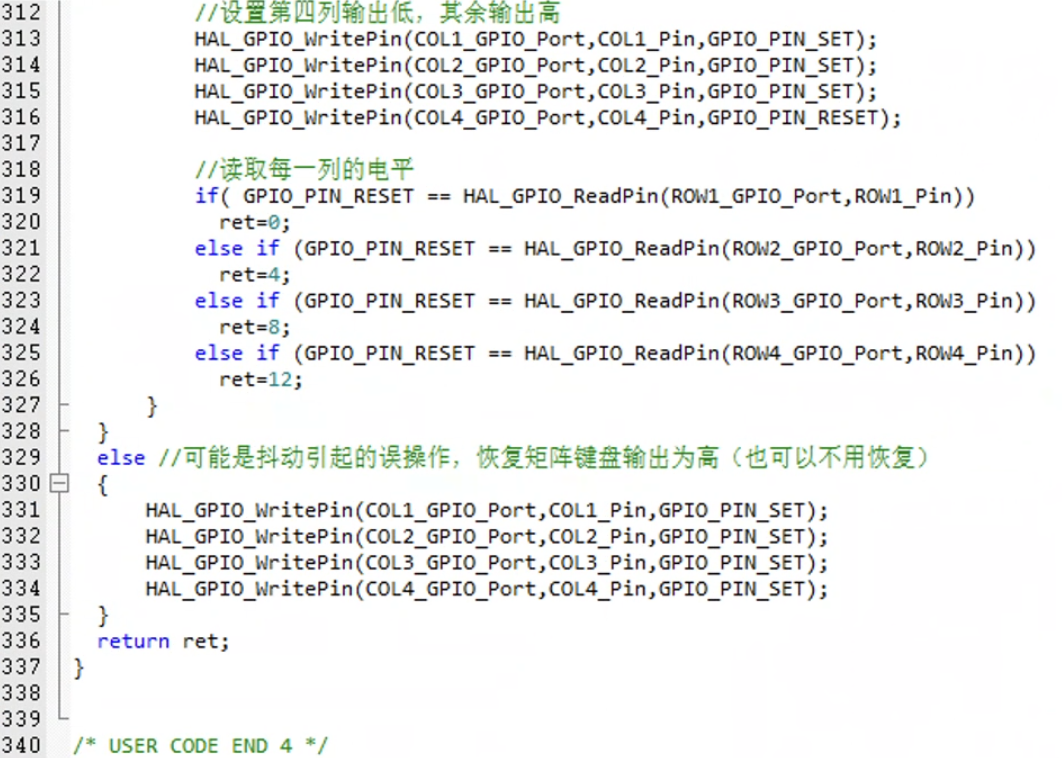 312 //设置第四列输出低，其余输出高
313 HAL_GPIO_WritePin(COL1_GPIO_Port,COL1_Pin,GPIO_PIN_SET);
314 HAL_GPIO_WritePin(COL2_GPIO_Port,COL2_Pin,GPIO_PIN_SET);
315 HAL_GPIO_WritePin(COL3_GPIO_Port,COL3_Pin,GPIO_PIN_SET);
316 HAL_GPIO_WritePin(COL4_GPIO_Port,COL4_Pin,GPIO_PIN_RESET);
317
318 //读取每一列的电平
319 if( GPIO_PIN_RESET == HAL_GPIO_ReadPin(ROW1_GPIO_Port,ROW1_Pin))
320 ret=0;
321 else if (GPIO_PIN_RESET == HAL_GPIO_ReadPin(ROW2_GPIO_Port,ROW2_Pin))
322 ret=4;
323 else if (GPIO_PIN_RESET == HAL_GPIO_ReadPin(ROW3_GPIO_Port,ROW3_Pin))
324 ret=8;
325 else if (GPIO_PIN_RESET == HAL_GPIO_ReadPin(ROW4_GPIO_Port,ROW4_Pin))
326 ret=12;
327 }
328 }
329 else //可能是抖动引起的误操作，恢复矩阵键盘输出为高（也可以不用恢复）
330 {
331 HAL_GPIO_WritePin(COL1_GPIO_Port,COL1_Pin,GPIO_PIN_SET);
332 HAL_GPIO_WritePin(COL2_GPIO_Port,COL2_Pin,GPIO_PIN_SET);
333 HAL_GPIO_WritePin(COL3_GPIO_Port,COL3_Pin,GPIO_PIN_SET);
334 HAL_GPIO_WritePin(COL4_GPIO_Port,COL4_Pin,GPIO_PIN_SET);
335 }
336 return ret;
337 }
338
339
340 /* USER CODE END 4 */